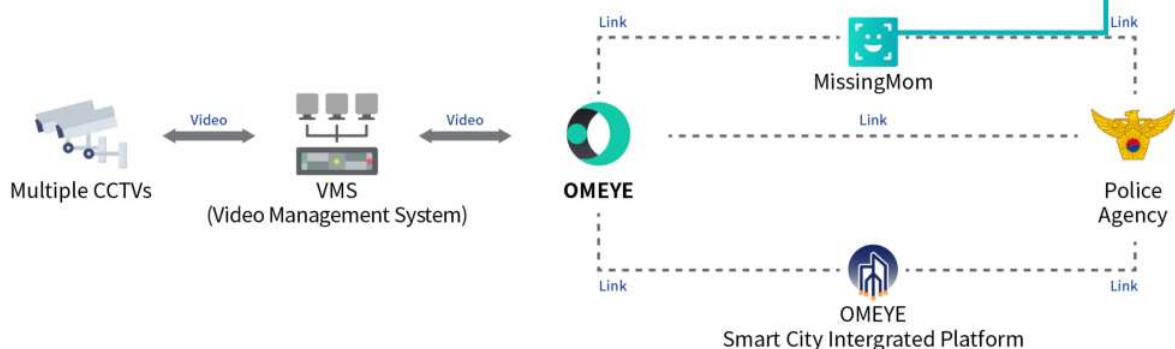 Link
Link
MissingMom
Video
Video
Link
Multiple CCTVs
VMS
(Video Management System)
OMEYE
Police
Agency
Link
Link
OMEYE
Smart City Intergrated Platform